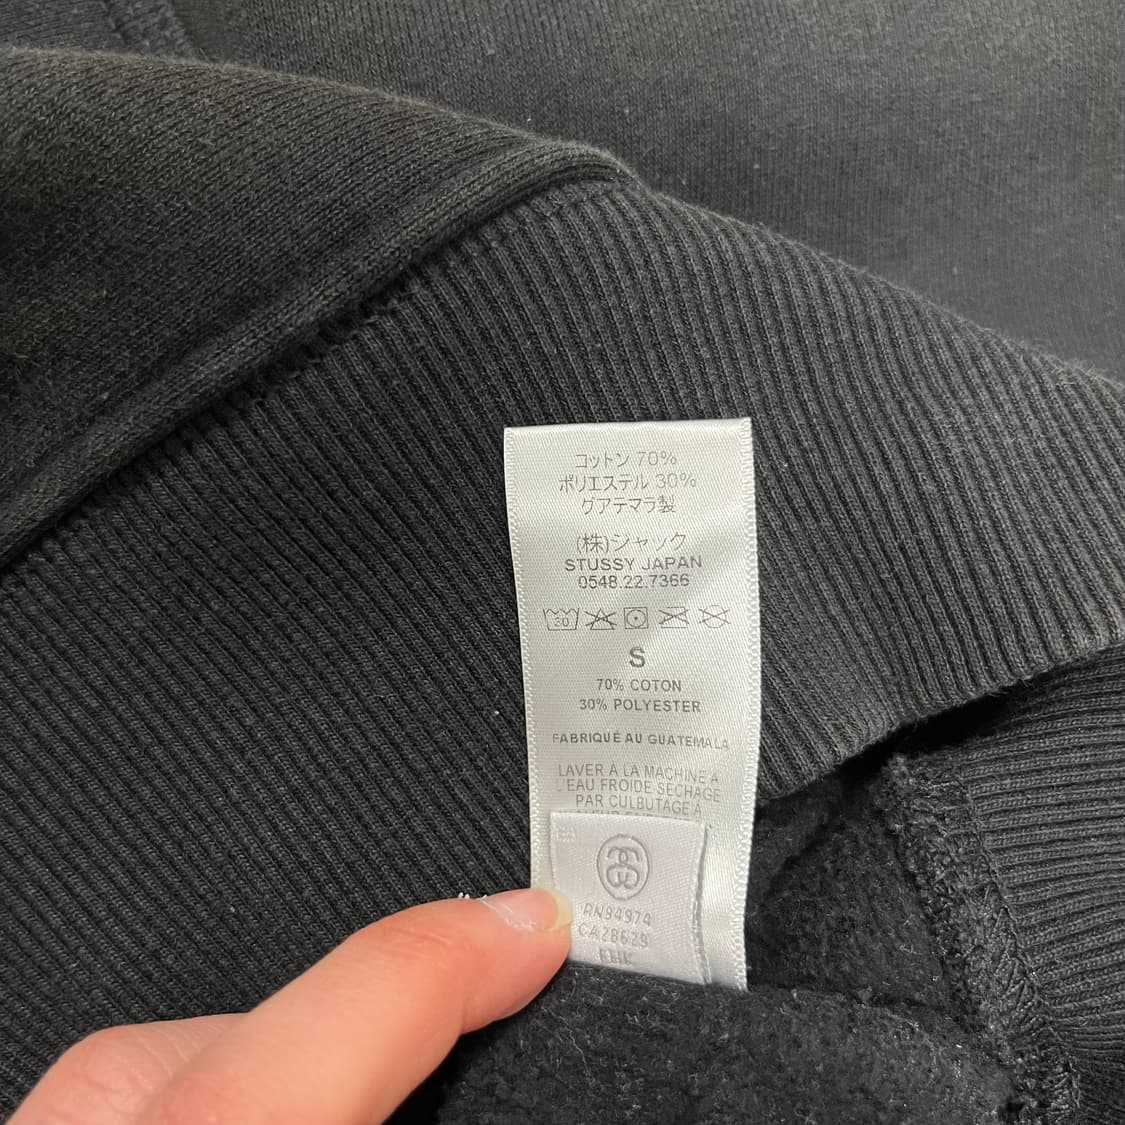 コットン 70%
ポリエステル 30%
グアテマラ製
(株)ジャック
STUSSY JAPAN
0548.22.7366
30
S
70% COTON
30% POLYESTER
FABRIQUÉ AU GUATEMALA
LAVER À LA MACHINE À
L'EAU FROIDE SÉCHAGE
PAR CULBUTAGE À
RN94974
CA28629